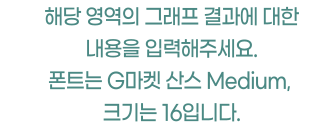 해당 영역의 그래프 결과에 대한
내용을 입력해주세요.
폰트는 G마켓 산스 Medium,
크기는 16입니다.